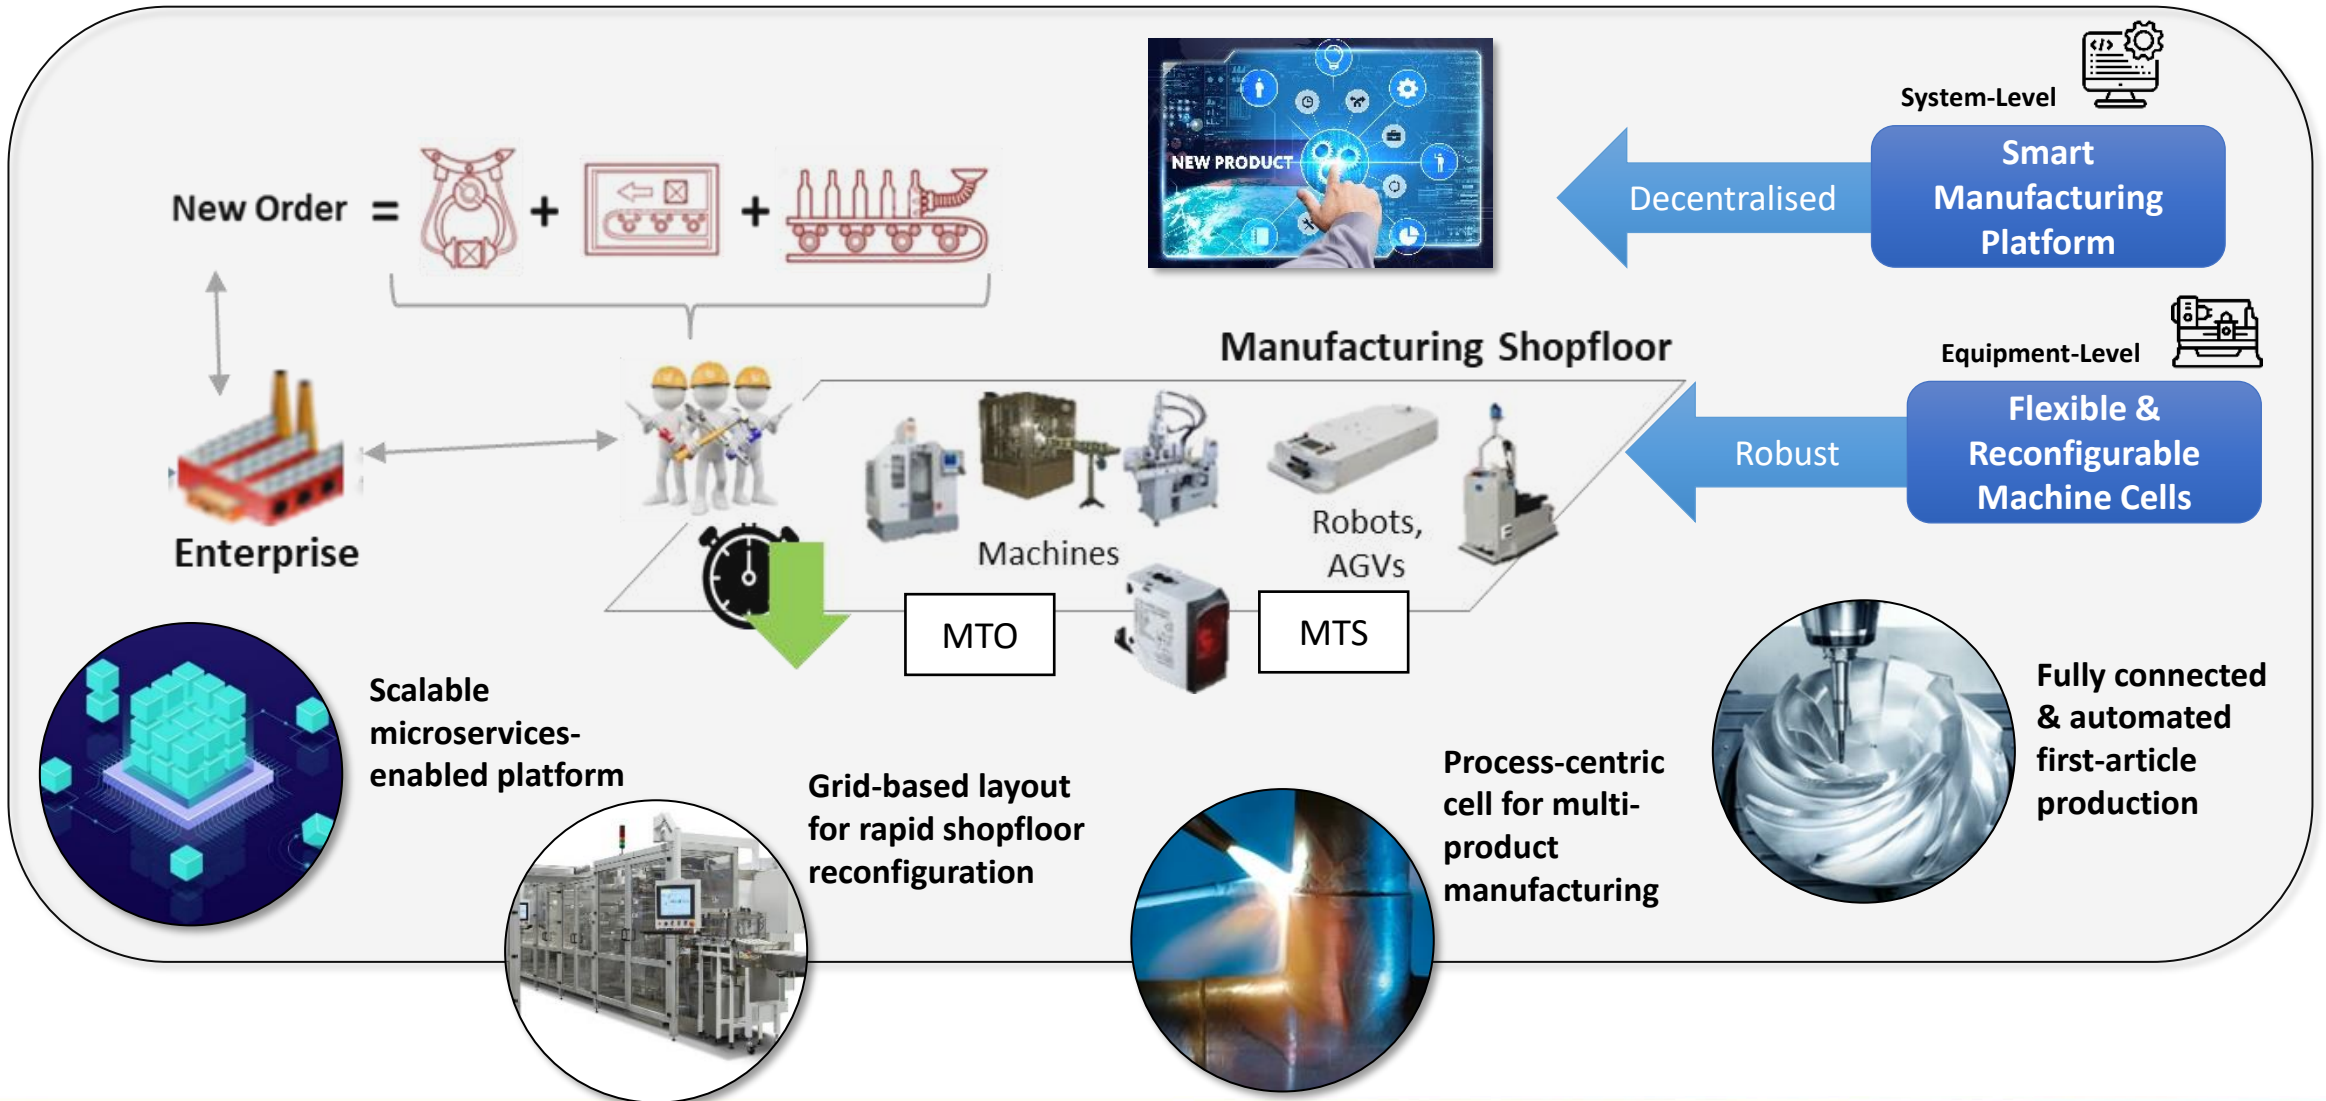 System-Level
Smart
Manufacturing
Platform
Decentralised
NEW PRODUCT
New Order = + +
Manufacturing Shopfloor
Equipment-Level
Flexible &
Reconfigurable
Machine Cells
Robust
Enterprise
Machines
Robots,
AGVs
MTO
MTS
Scalable
microservices-
enabled platform
Grid-based layout
for rapid shopfloor
reconfiguration
Process-centric
cell for multi-
product
manufacturing
Fully connected
& automated
first-article
production